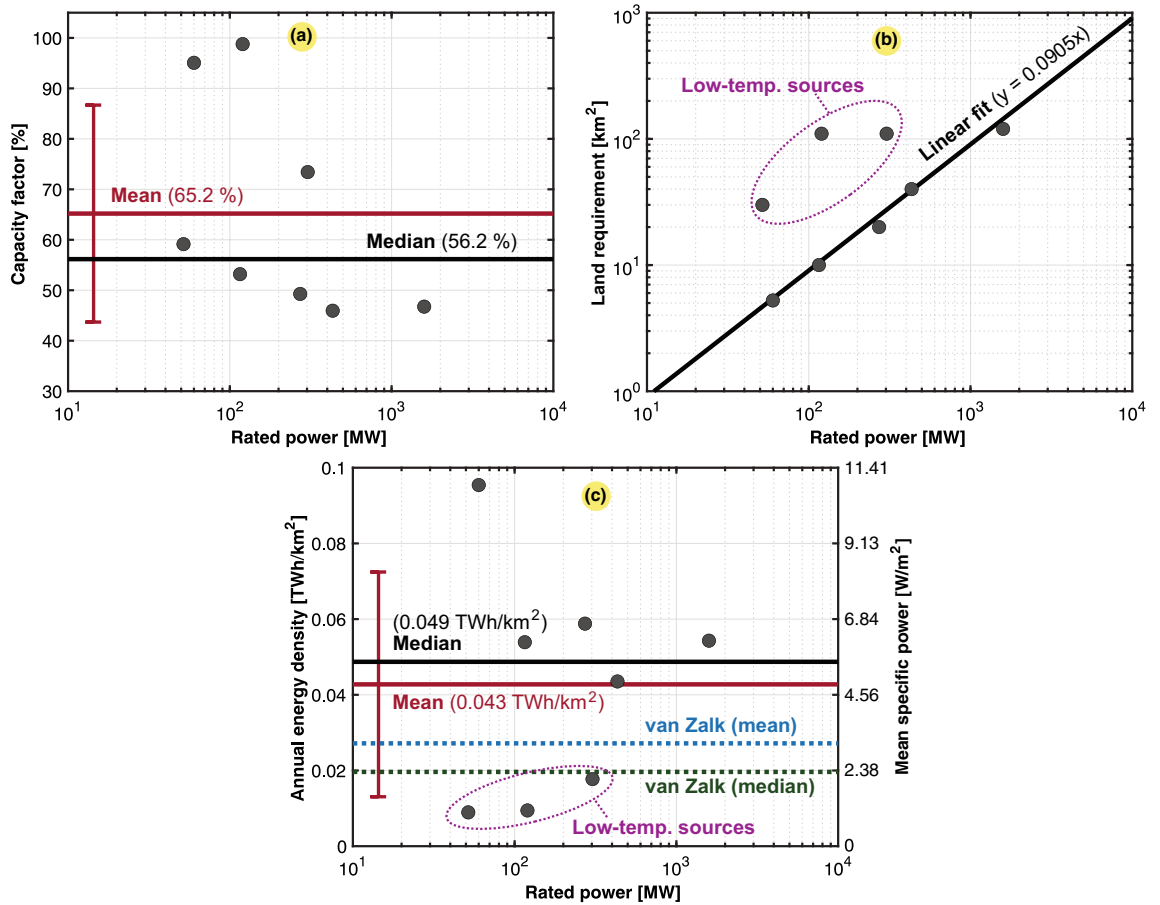 (a)
100
90
80
70
60
50
40
30
Capacity factor [%]
Mean (65.2 %)
Median (56.2 %)
10^1
10^2
10^3
10^4
Rated power [MW]
(b)
10^3
10^2
10^1
10^0
Land requirement [km^2]
Low-temp. sources
Linear fit (y = 0.0905x)
10^1
10^2
10^3
10^4
Rated power [MW]
(c)
0.1
0.08
0.06
0.04
0.02
0
Annual energy density [TWh/km^2]
(0.049 TWh/km^2)
Median
Mean (0.043 TWh/km^2)
van Zalk (mean)
van Zalk (median)
Low-temp. sources
11.41
9.13
6.84
4.56
2.38
0
Mean specific power [W/m^2]
10^1
10^2
10^3
10^4
Rated power [MW]